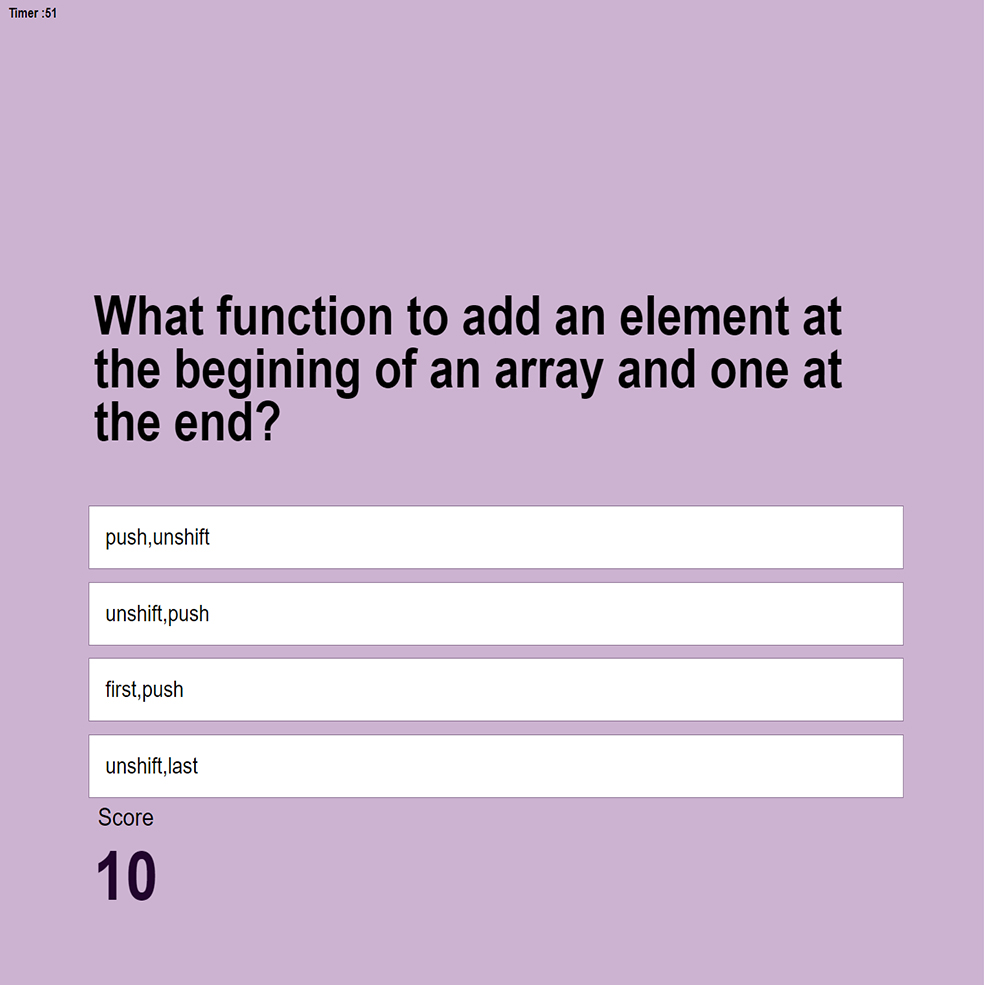 Timer :51
What function to add an element at
the begining of an array and one at
the end?
push,unshift
unshift,push
first,push
unshift,last
Score
10